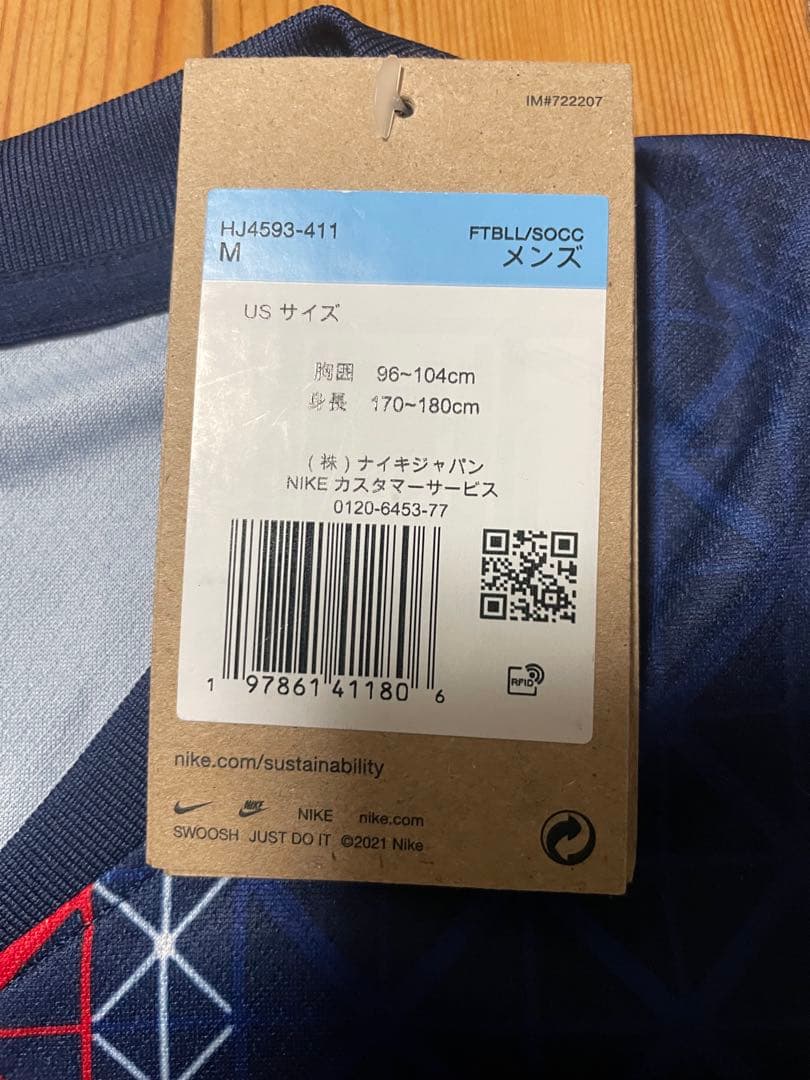 IM#722207
HJ4593-411
M
FTBLL/SOCC
メンズ
US サイズ
胸囲 96~104cm
身長 170~180cm
(株)ナイキジャパン
NIKE カスタマーサービス
0120-6453-77
1 97861 41180 6
RFID
nike.com/sustainability
NIKE NIKE nike.com
SWOOSH JUST DO IT ©2021 Nike